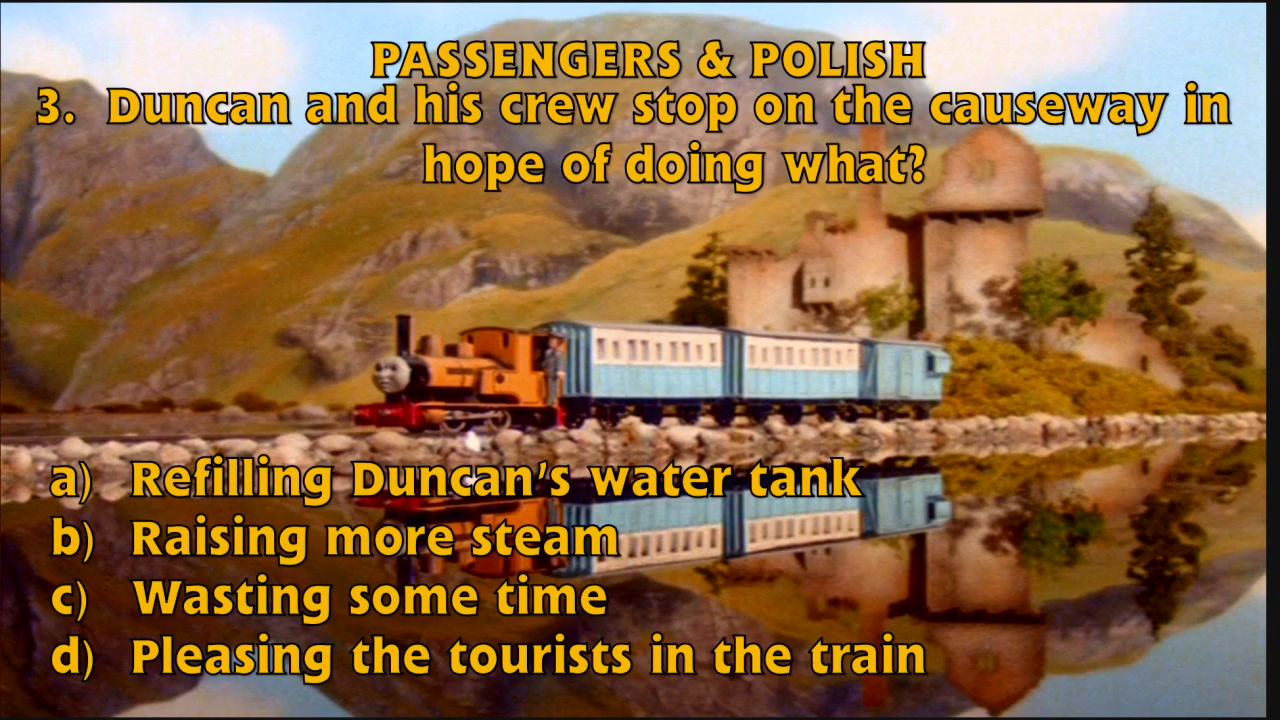 PASSENGERS & POLISH
3. Duncan and his crew stop on the causeway in
hope of doing what?
a) Refilling Duncan's water tank
b) Raising more steam
c) Wasting some time
d) Pleasing the tourists in the train